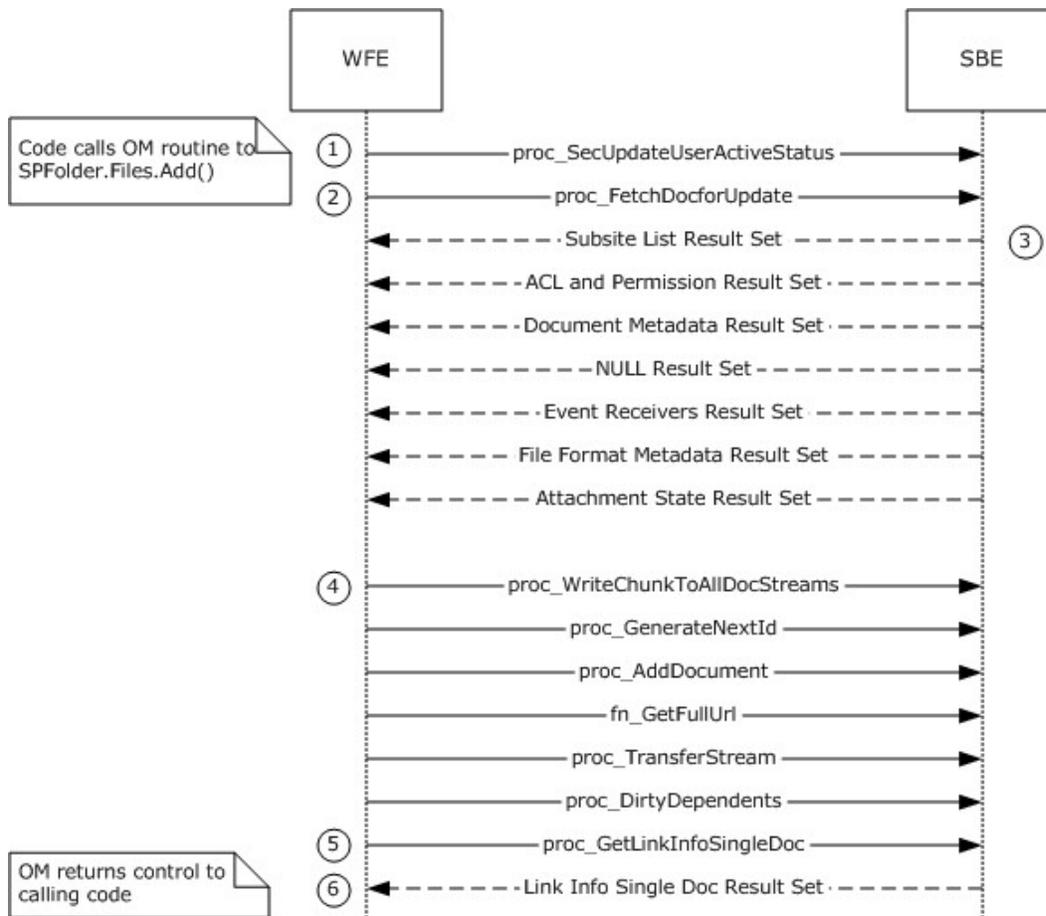 WFE
SBE
Code calls OM routine to
SPFolder.Files.Add()
1
proc_SecUpdateUserActiveStatus
2
proc_FetchDocforUpdate
Subsite List Result Set
3
ACL and Permission Result Set
Document Metadata Result Set
NULL Result Set
Event Receivers Result Set
File Format Metadata Result Set
Attachment State Result Set
4
proc_WriteChunkToAllDocStreams
proc_GenerateNextId
proc_AddDocument
fn_GetFullUrl
proc_TransferStream
proc_DirtyDependents
5
proc_GetLinkInfoSingleDoc
OM returns control to
calling code
6
Link Info Single Doc Result Set